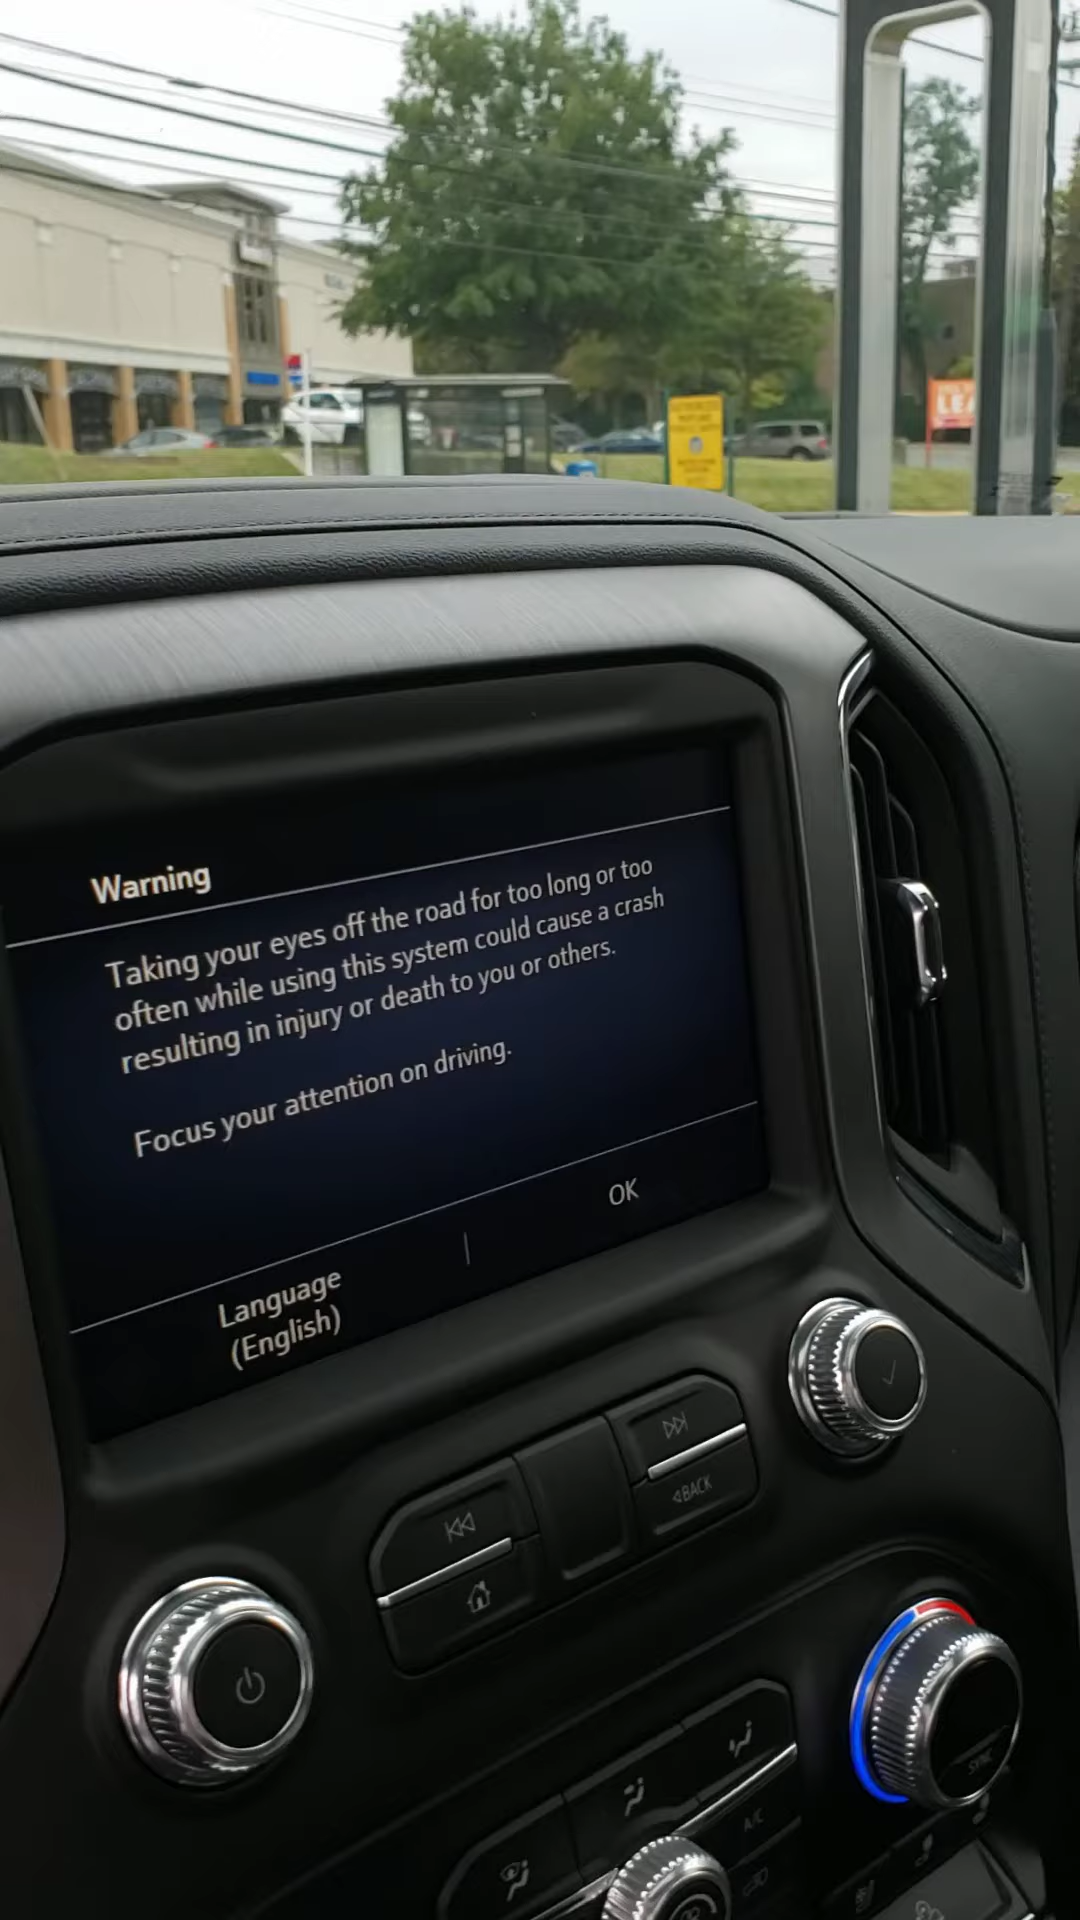 LEA
Warning
Taking your eyes off the road for too long or too
often while using this system could cause a crash
resulting in injury or death to you or others.
Focus your attention on driving.
OK
Language
(English)
BACK
SYNC
A/C